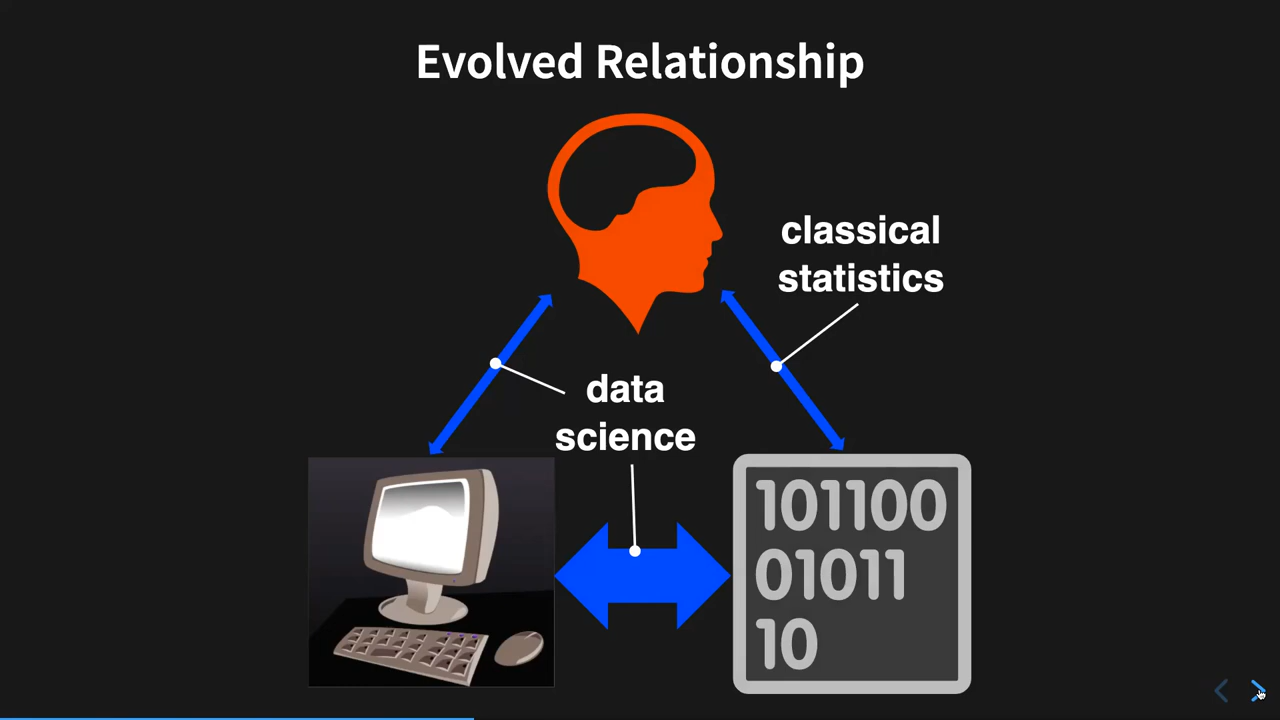 Evolved Relationship
classical
statistics
data
science
101100
01011
10